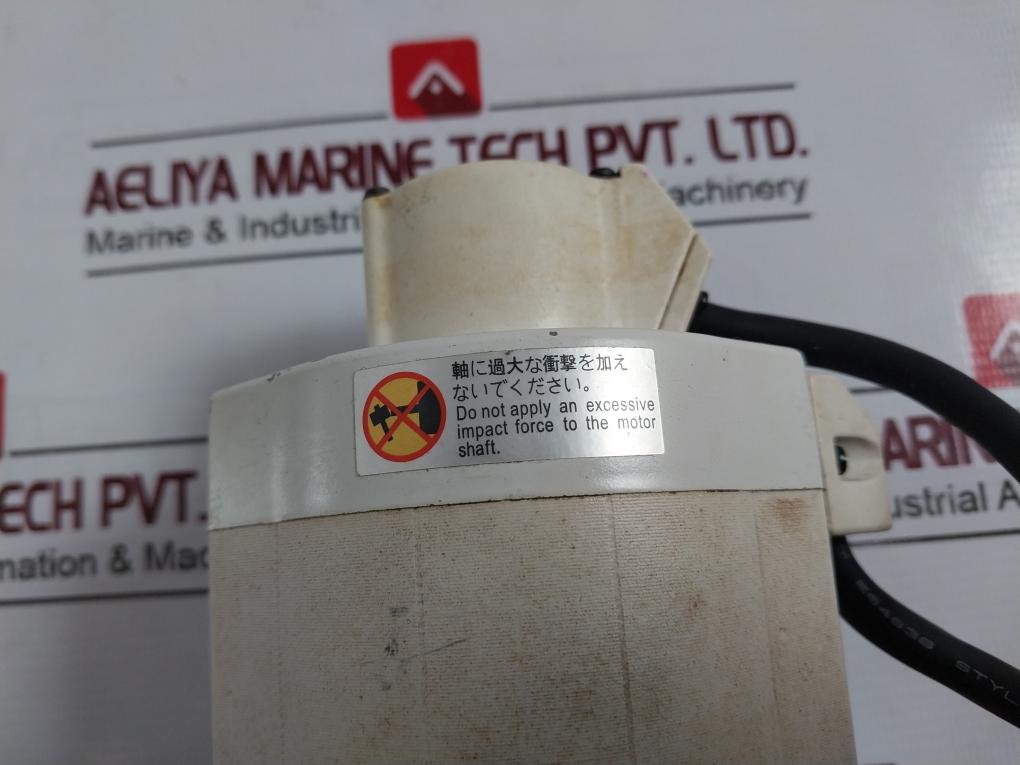 AELIYA MARINE TECH PVT. LTD.
Marine & Industri achinery
軸に過大な衝撃を加え
ないでください。
Do not apply an excessive
impact force to the motor
shaft.
ARIN
ECH PVT.
ustrial A
mation & Mac
STYL